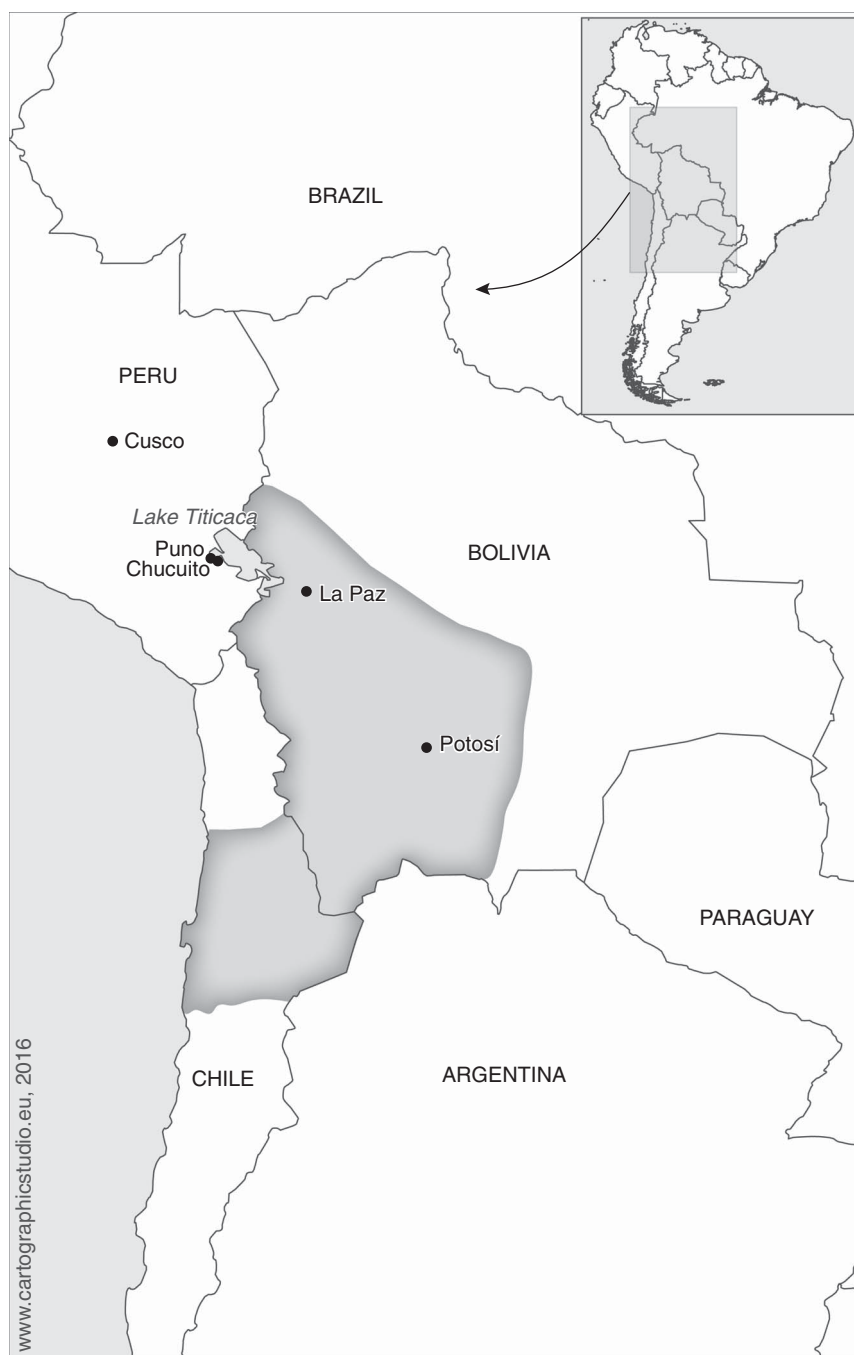 BRAZIL
PERU
Cusco
Lake Titicaca
Puno
Chucuito
BOLIVIA
La Paz
Potosí
PARAGUAY
CHILE
ARGENTINA
www.cartographicstudio.eu, 2016